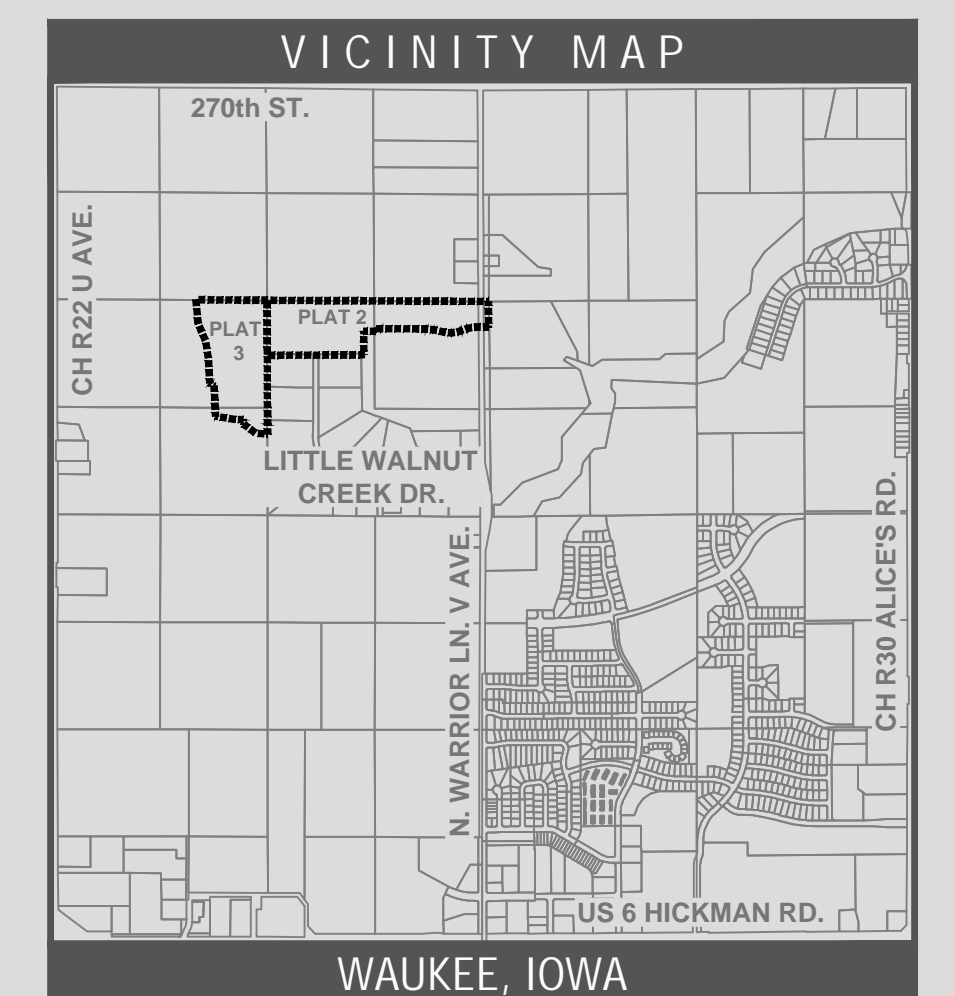 VICINITY MAP
270th ST.
CH R22 U AVE.
PLAT 2
PLAT
3
LITTLE WALNUT
CREEK DR.
N. WARRIOR LN. V AVE.
CH R30 ALICE'S RD.
US 6 HICKMAN RD.
WAUKEE, IOWA